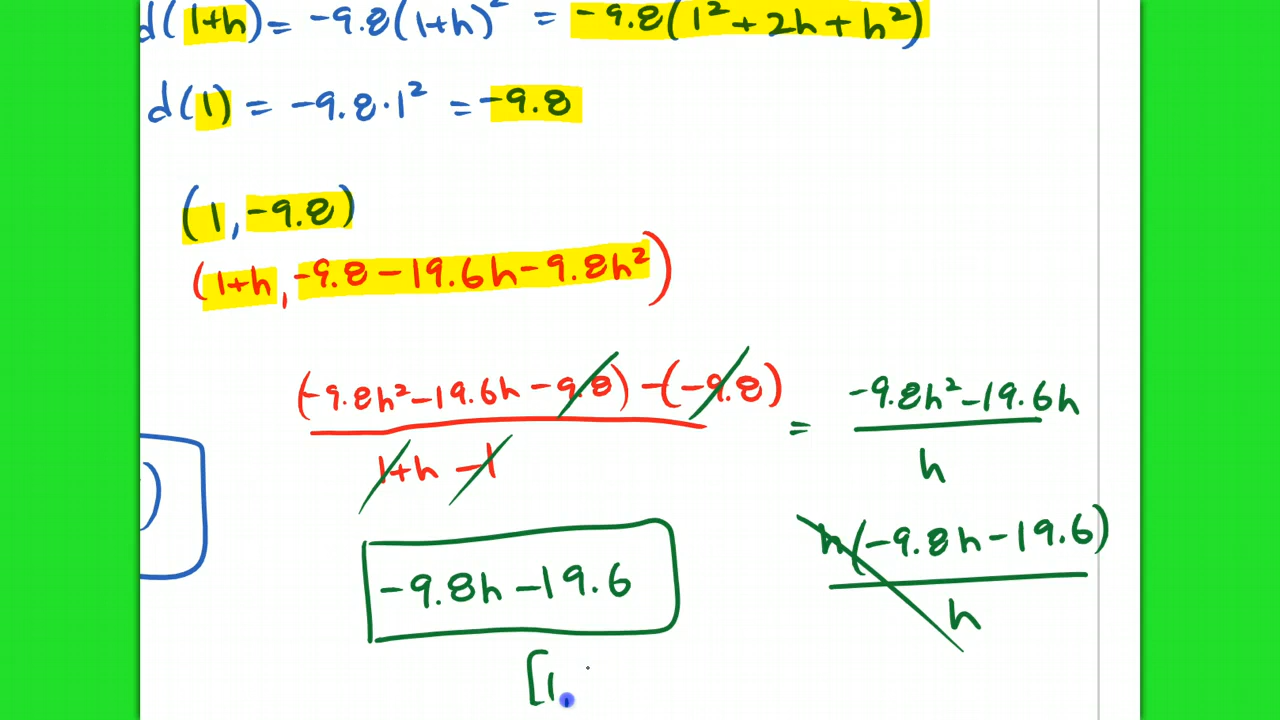 d(1+h) = -9.8(1+h)² = -9.8(1² + 2h + h²)
d(1) = -9.8·1² = -9.8
(1, -9.8)
(1+h, -9.8 - 19.6h - 9.8h²)
(-9.8h² - 19.6h - 9.8) - (-9.8)
1+h - 1
= -9.8h² - 19.6h
h
h(-9.8h - 19.6)
h
)
-9.8h - 19.6
[1,